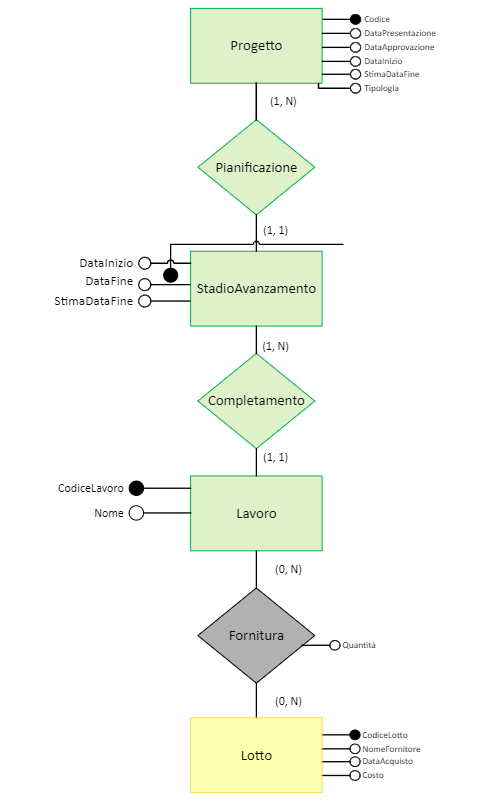 Progetto
Codice
DataPresentazione
DataApprovazione
DataInizio
StimaDataFine
Tipologia
(1, N)
Pianificazione
(1, 1)
DataInizio
DataFine
StimaDataFine
StadioAvanzamento
(1, N)
Completamento
(1, 1)
CodiceLavoro
Nome
Lavoro
(0, N)
Fornitura
Quantità
(0, N)
Lotto
CodiceLotto
NomeFornitore
DataAcquisto
Costo